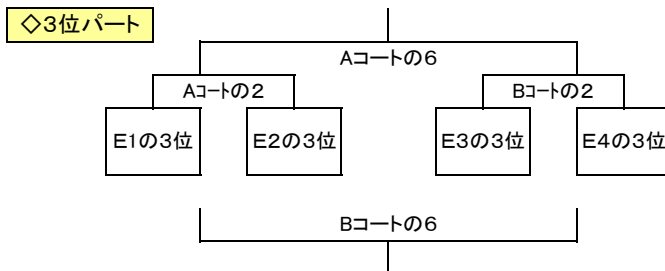 ◇3位パート
Aコートの6
Aコートの2
Bコートの2
E1の3位
E2の3位
E3の3位
E4の3位
Bコートの6